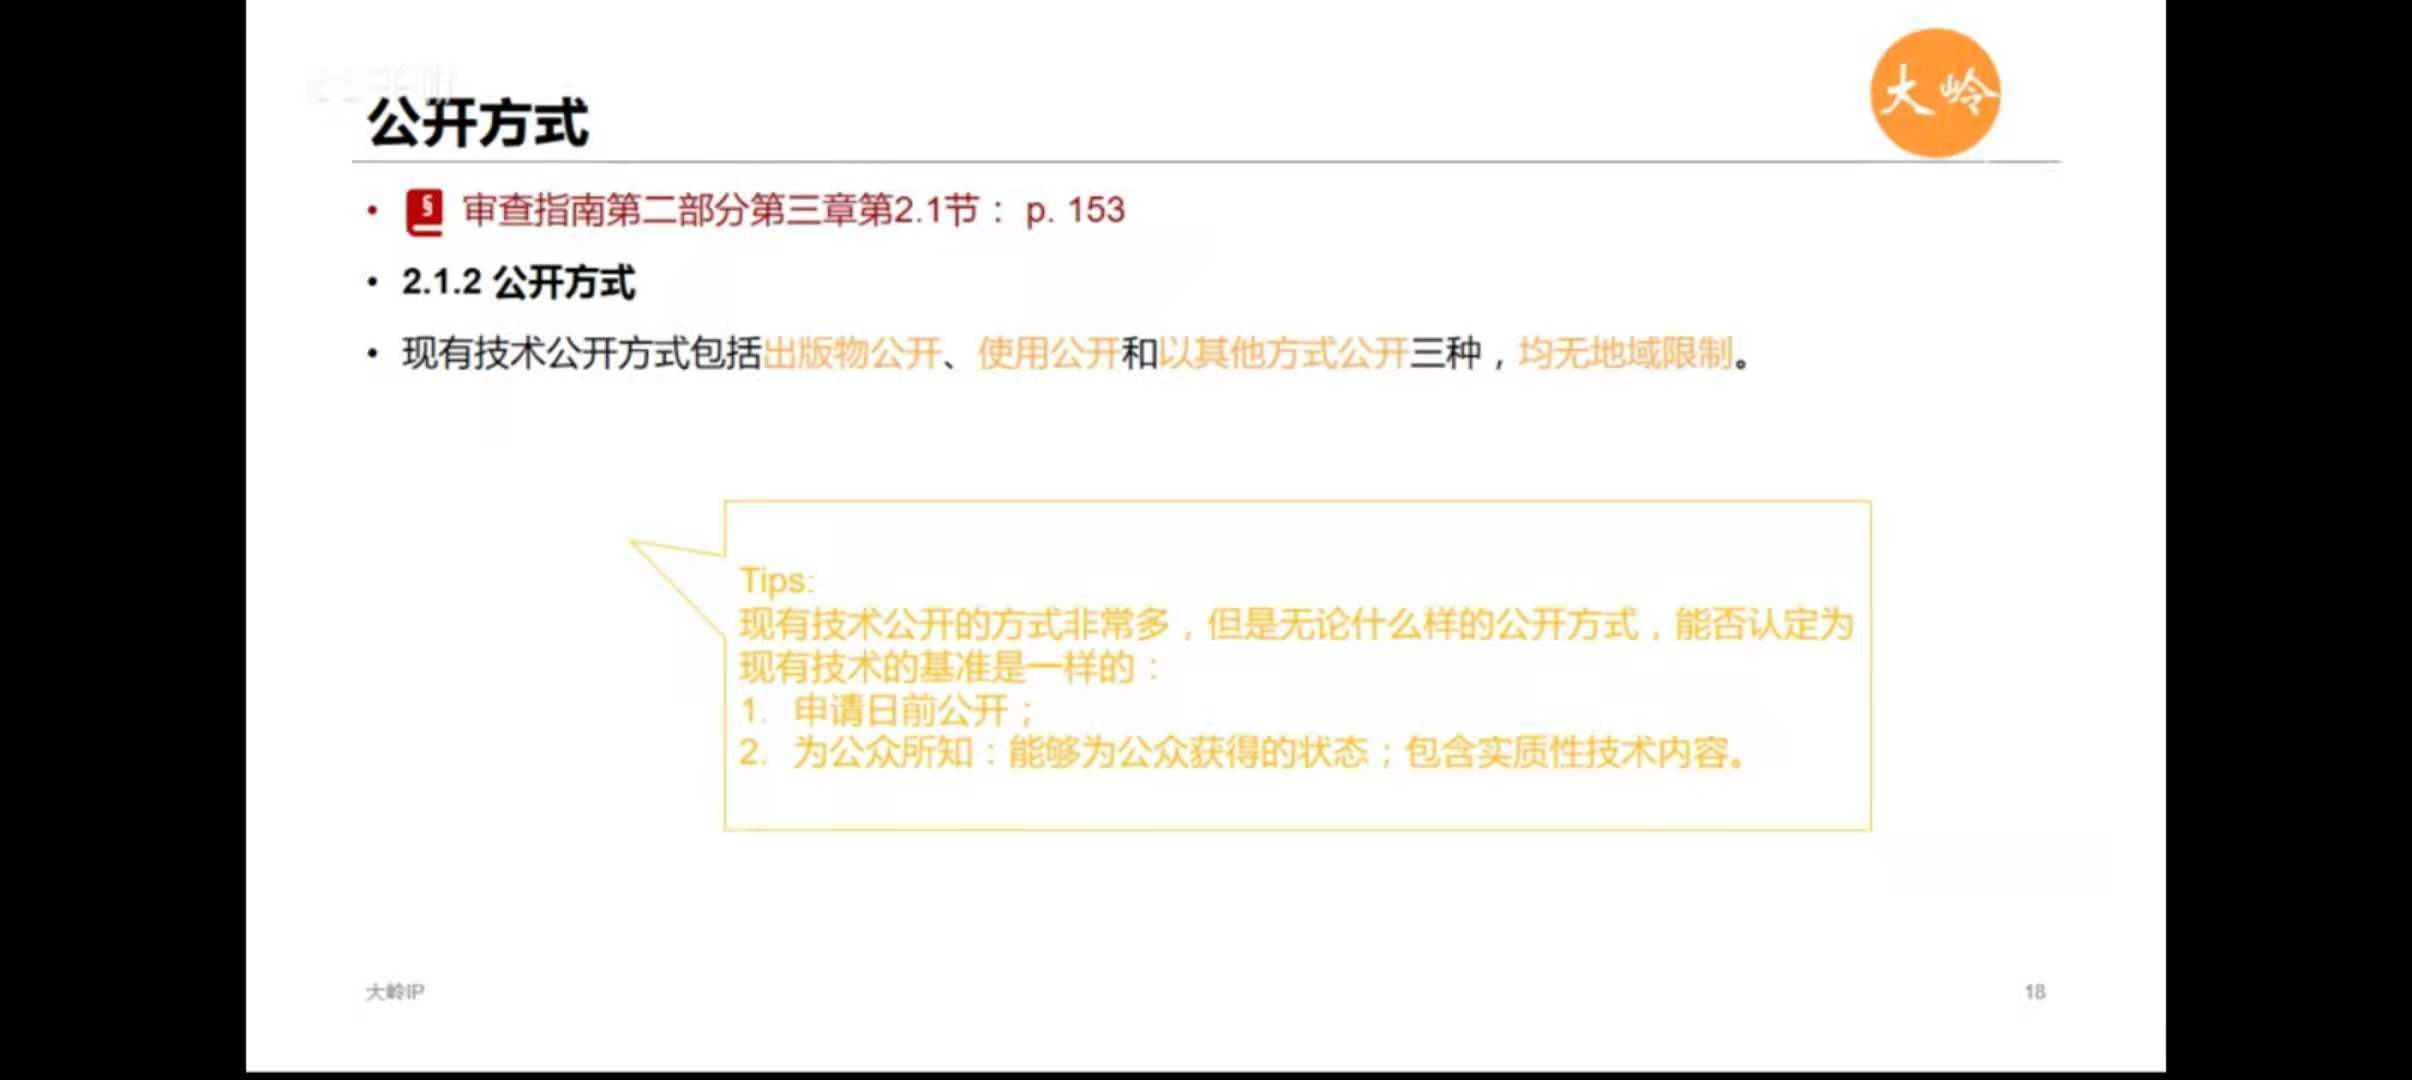 公开方式
大岭
• § 审查指南第二部分第三章第2.1节： p. 153
• 2.1.2 公开方式
• 现有技术公开方式包括出版物公开、使用公开和以其他方式公开三种，均无地域限制。
Tips:
现有技术公开的方式非常多，但是无论什么样的公开方式，能否认定为
现有技术的基准是一样的：
1. 申请日前公开；
2. 为公众所知：能够为公众获得的状态；包含实质性技术内容。
大岭IP
18